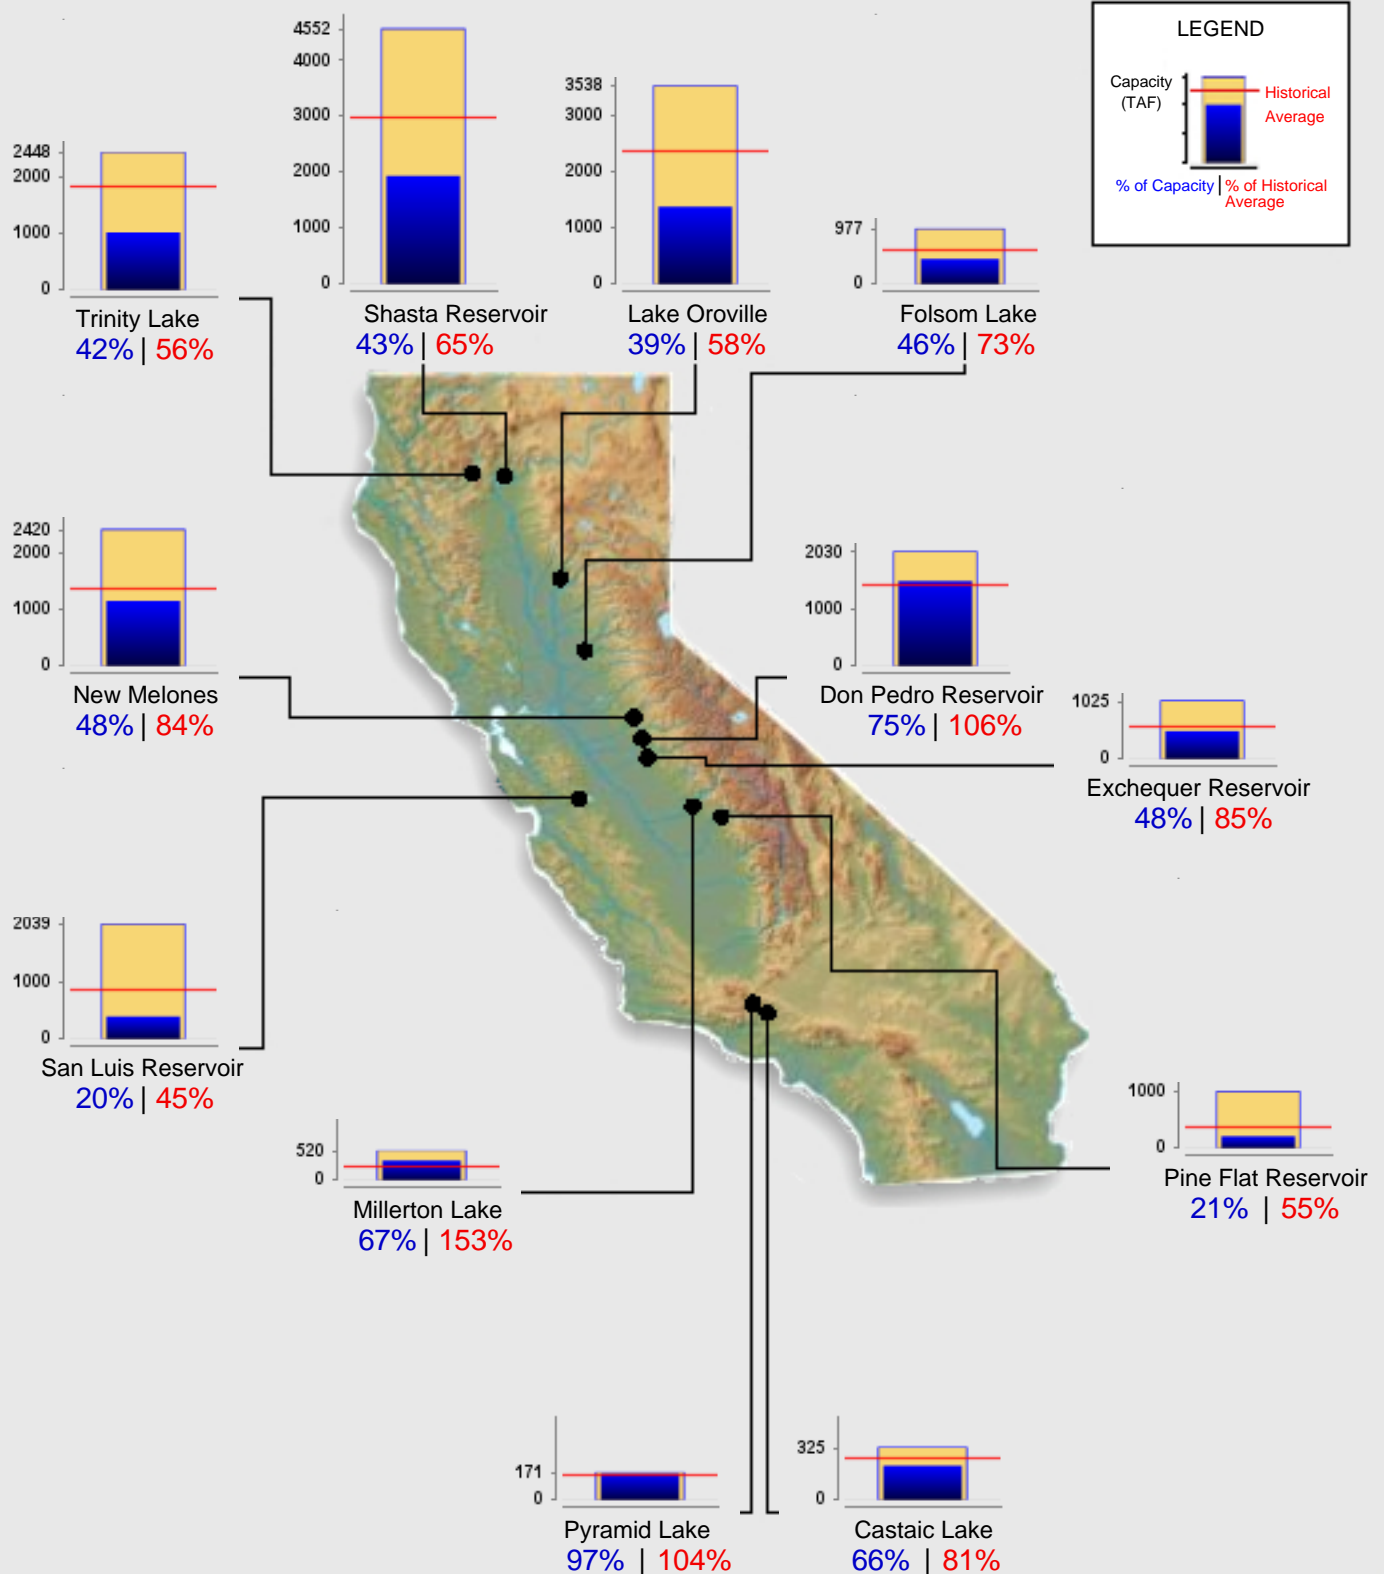 LEGEND
Capacity
(TAF)
Historical
Average
% of Capacity | % of Historical
Average
4552
4000
3000
2000
1000
0
Shasta Reservoir
43% | 65%
3538
3000
2000
1000
0
Lake Oroville
39% | 58%
2448
2000
1000
0
Trinity Lake
42% | 56%
977
0
Folsom Lake
46% | 73%
2420
2000
1000
0
New Melones
48% | 84%
2030
1000
0
Don Pedro Reservoir
75% | 106%
1025
0
Exchequer Reservoir
48% | 85%
2039
1000
0
San Luis Reservoir
20% | 45%
520
0
Millerton Lake
67% | 153%
1000
0
Pine Flat Reservoir
21% | 55%
171
0
Pyramid Lake
97% | 104%
325
0
Castaic Lake
66% | 81%